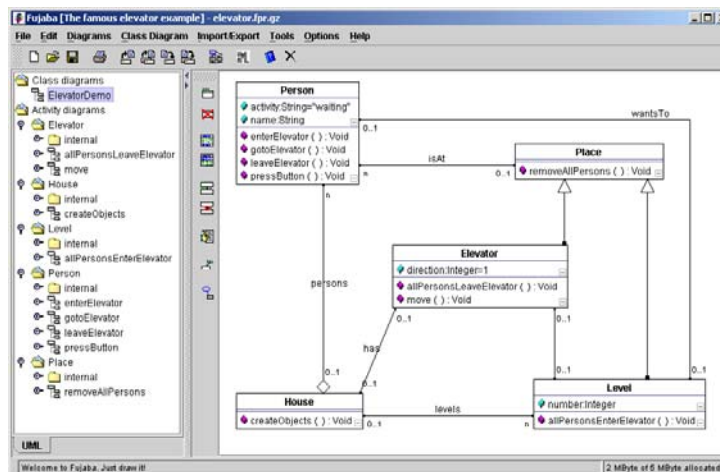 Fujaba [The famous elevator example] - elevator.fpr.gz
File Edit Diagrams Class Diagram Import/Export Tools Options Help
Class diagrams
ElevatorDemo
Activity diagrams
Elevator
internal
allPersonsLeaveElevator
move
House
internal
createObjects
Level
internal
allPersonsEnterElevator
Person
internal
enterElevator
gotoElevator
leaveElevator
pressButton
Place
internal
removeAllPersons
UML
Person
activity:String="waiting"
name:String
enterElevator ( ) : Void
gotoElevator ( ) : Void
leaveElevator ( ) : Void
pressButton ( ) : Void
0..1
wantsTo
n
isAt
0..1
Place
removeAllPersons ( ) : Void
n
persons
0..1
Elevator
direction:Integer=1
allPersonsLeaveElevator ( ) : Void
move ( ) : Void
0..1
0..1
has
0..1
0..1
0..1
House
createObjects ( ) : Void
0..1
levels
n
Level
number:Integer
allPersonsEnterElevator ( ) : Void
Welcome to Fujaba. Just draw it!
2 MByte of 6 MByte allocated